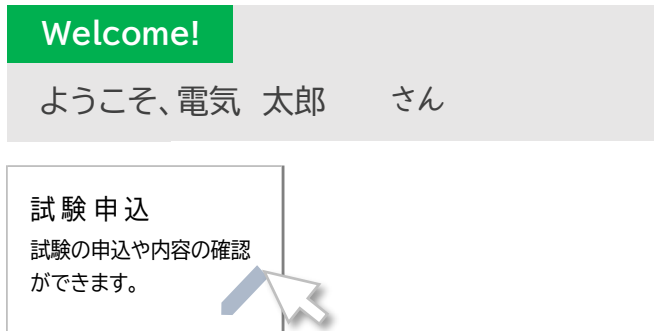 Welcome!
ようこそ、電気 太郎 さん
試験申込
試験の申込や内容の確認
ができます。